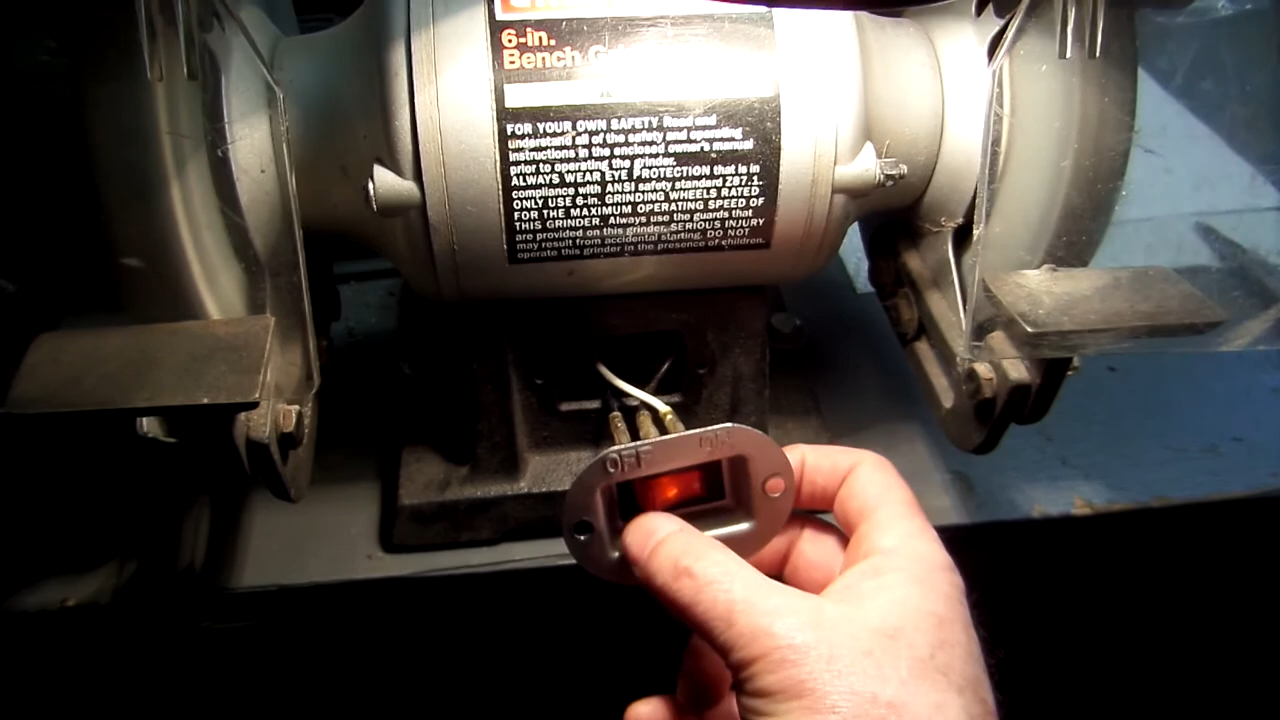 6-in.
Bench
FOR YOUR OWN SAFETY Read and
understand all of the safety and operating
instructions in the enclosed owner's manual
prior to operating the grinder.
ALWAYS WEAR EYE PROTECTION that is in
compliance with ANSI safety standard Z87.1.
ONLY USE 6-in. GRINDING WHEELS RATED
FOR THE MAXIMUM OPERATING SPEED OF
THIS GRINDER. Always use the guards that
are provided on this grinder. SERIOUS INJURY
may result from accidental starting. DO NOT
operate this grinder in the presence of children.
OFF ON